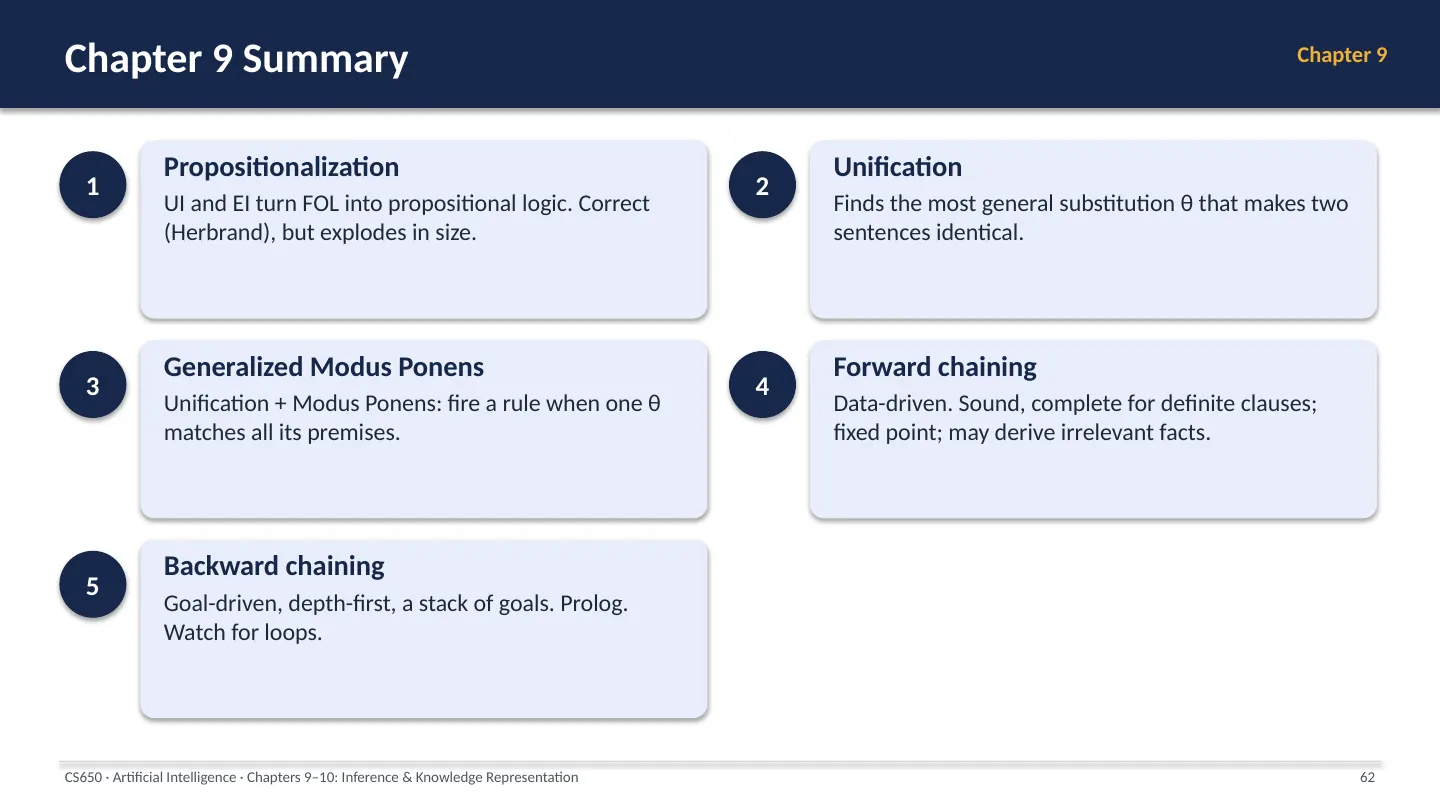 Chapter 9 Summary
Chapter 9
1
Propositionalization
UI and EI turn FOL into propositional logic. Correct
(Herbrand), but explodes in size.
2
Unification
Finds the most general substitution θ that makes two
sentences identical.
3
Generalized Modus Ponens
Unification + Modus Ponens: fire a rule when one θ
matches all its premises.
4
Forward chaining
Data-driven. Sound, complete for definite clauses;
fixed point; may derive irrelevant facts.
5
Backward chaining
Goal-driven, depth-first, a stack of goals. Prolog.
Watch for loops.
CS650 · Artificial Intelligence · Chapters 9–10: Inference & Knowledge Representation
62